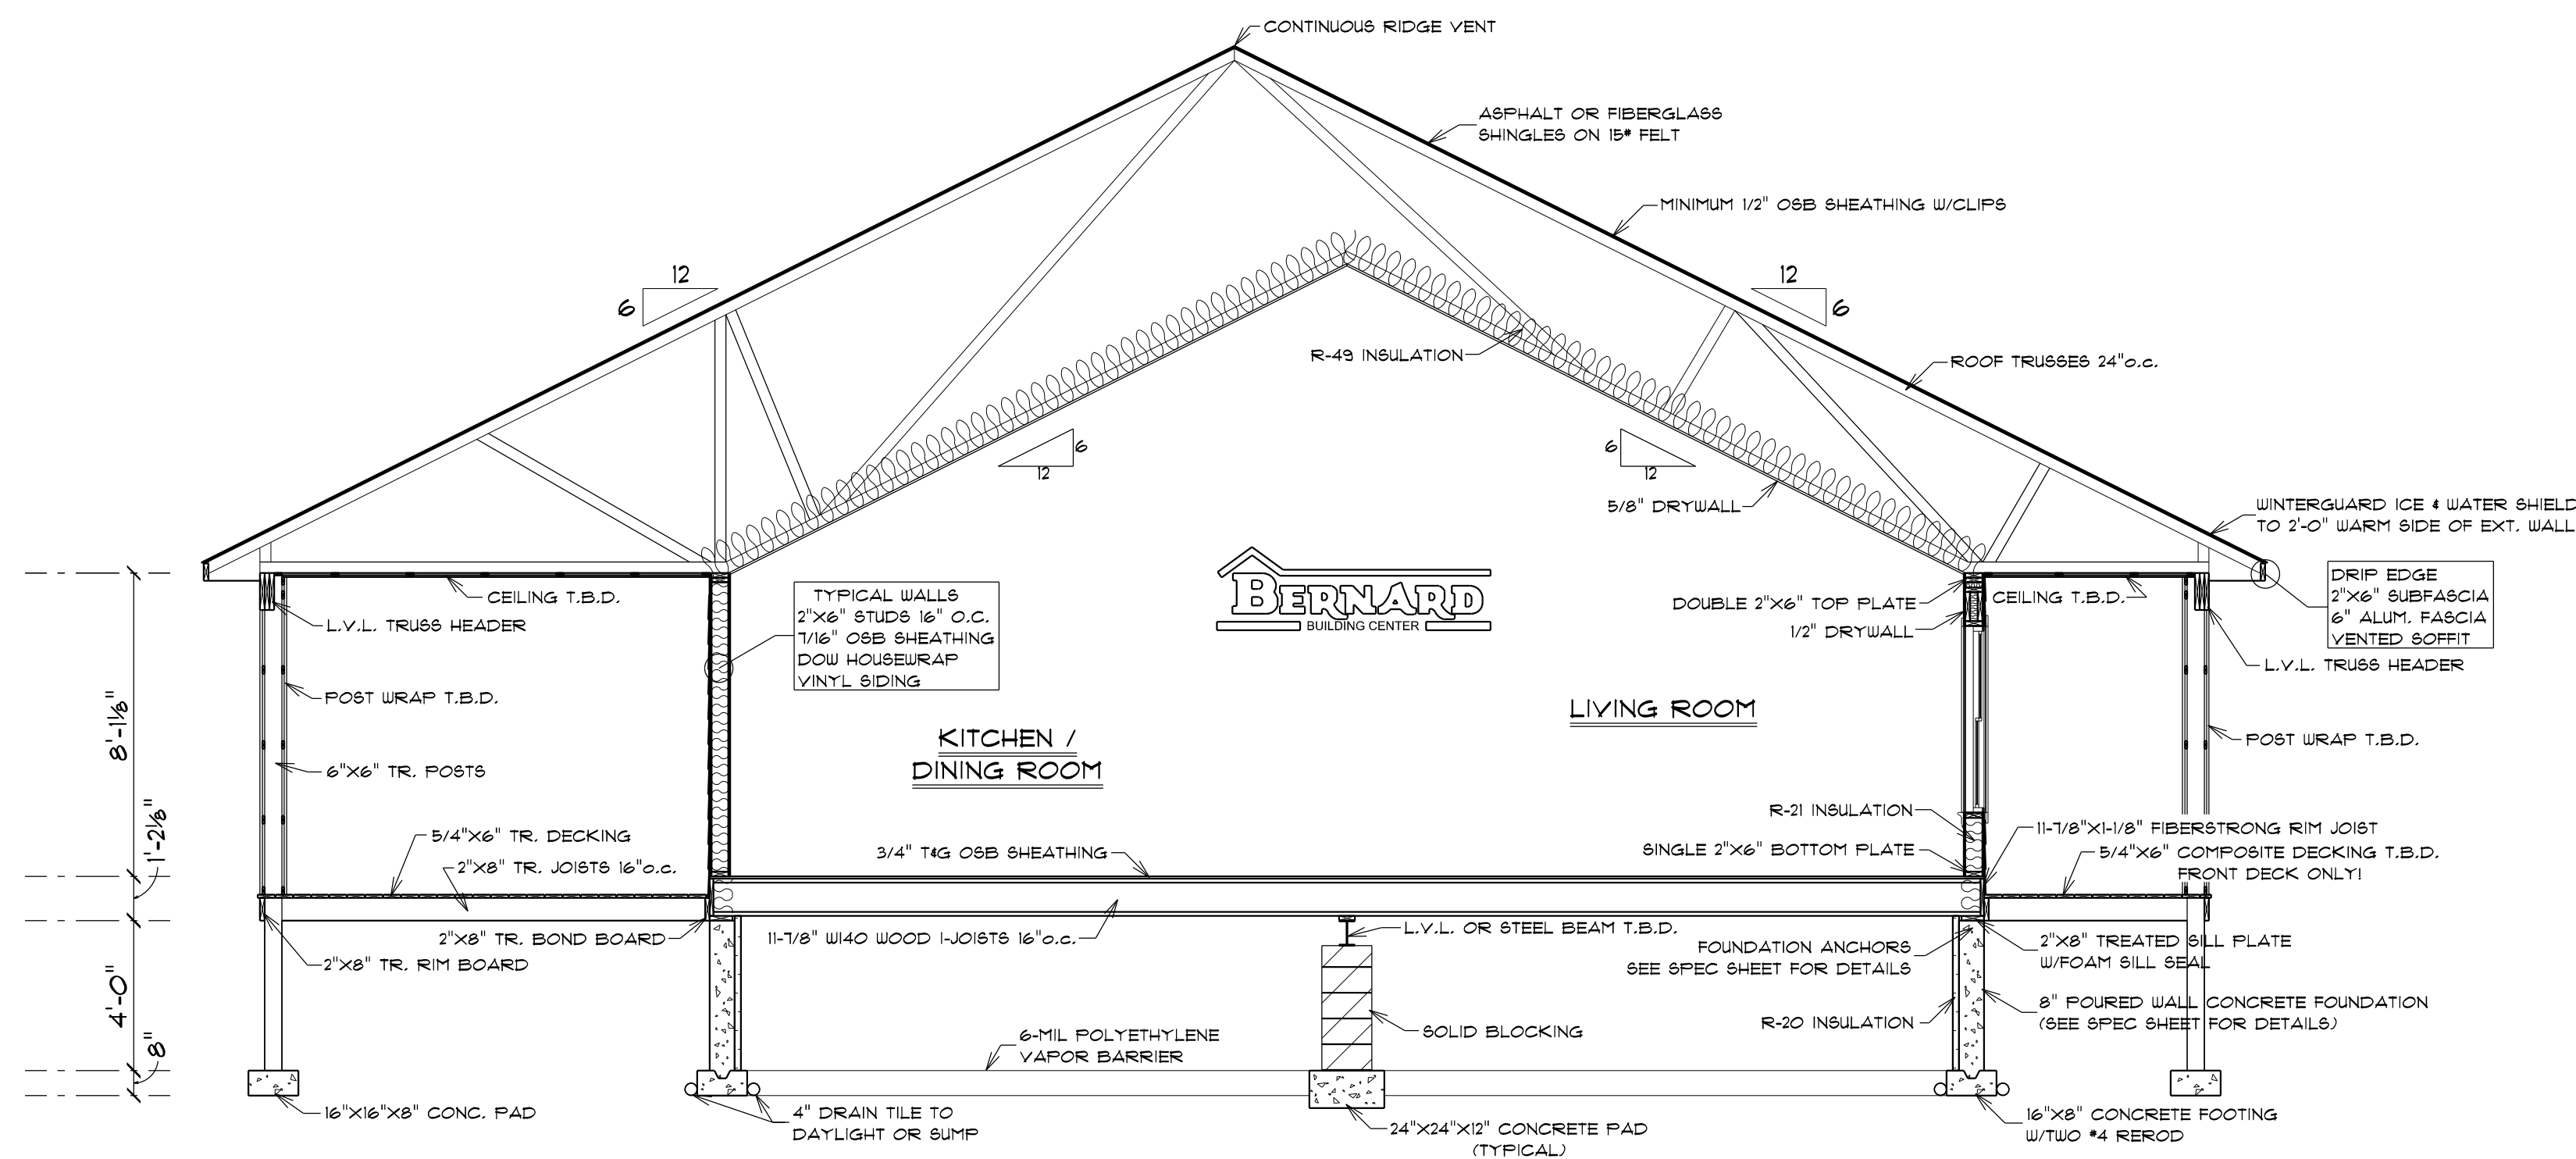 CONTINUOUS RIDGE VENT
ASPHALT OR FIBERGLASS
SHINGLES ON 15# FELT
MINIMUM 1/2" OSB SHEATHING W/CLIPS
12
6
12
6
R-49 INSULATION
ROOF TRUSSES 24"o.c.
6
12
6
12
5/8" DRYWALL
WINTERGUARD ICE & WATER SHIELD
TO 2'-0" WARM SIDE OF EXT. WALL
DRIP EDGE
2"X6" SUBFASCIA
6" ALUM. FASCIA
VENTED SOFFIT
CEILING T.B.D.
L.V.L. TRUSS HEADER
TYPICAL WALLS
2"X6" STUDS 16" O.C.
7/16" OSB SHEATHING
DOW HOUSEWRAP
VINYL SIDING
BERNARD
BUILDING CENTER
DOUBLE 2"X6" TOP PLATE
1/2" DRYWALL
CEILING T.B.D.
L.V.L. TRUSS HEADER
POST WRAP T.B.D.
8'-1 1/8"
6"X6" TR. POSTS
KITCHEN /
DINING ROOM
LIVING ROOM
POST WRAP T.B.D.
1'-2 1/8"
5/4"X6" TR. DECKING
2"X8" TR. JOISTS 16"o.c.
3/4" T&G OSB SHEATHING
R-21 INSULATION
SINGLE 2"X6" BOTTOM PLATE
11-7/8"X1-1/8" FIBERSTRONG RIM JOIST
5/4"X6" COMPOSITE DECKING T.B.D.
FRONT DECK ONLY!
2"X8" TR. BOND BOARD
2"X8" TR. RIM BOARD
11-7/8" WI40 WOOD I-JOISTS 16"o.c.
L.V.L. OR STEEL BEAM T.B.D.
FOUNDATION ANCHORS
SEE SPEC SHEET FOR DETAILS
2"X8" TREATED SILL PLATE
W/FOAM SILL SEAL
4'-0"
8"
6-MIL POLYETHYLENE
VAPOR BARRIER
SOLID BLOCKING
R-20 INSULATION
8" POURED WALL CONCRETE FOUNDATION
(SEE SPEC SHEET FOR DETAILS)
16"X16"X8" CONC. PAD
4" DRAIN TILE TO
DAYLIGHT OR SUMP
24"X24"X12" CONCRETE PAD
(TYPICAL)
16"X8" CONCRETE FOOTING
W/TWO #4 REROD